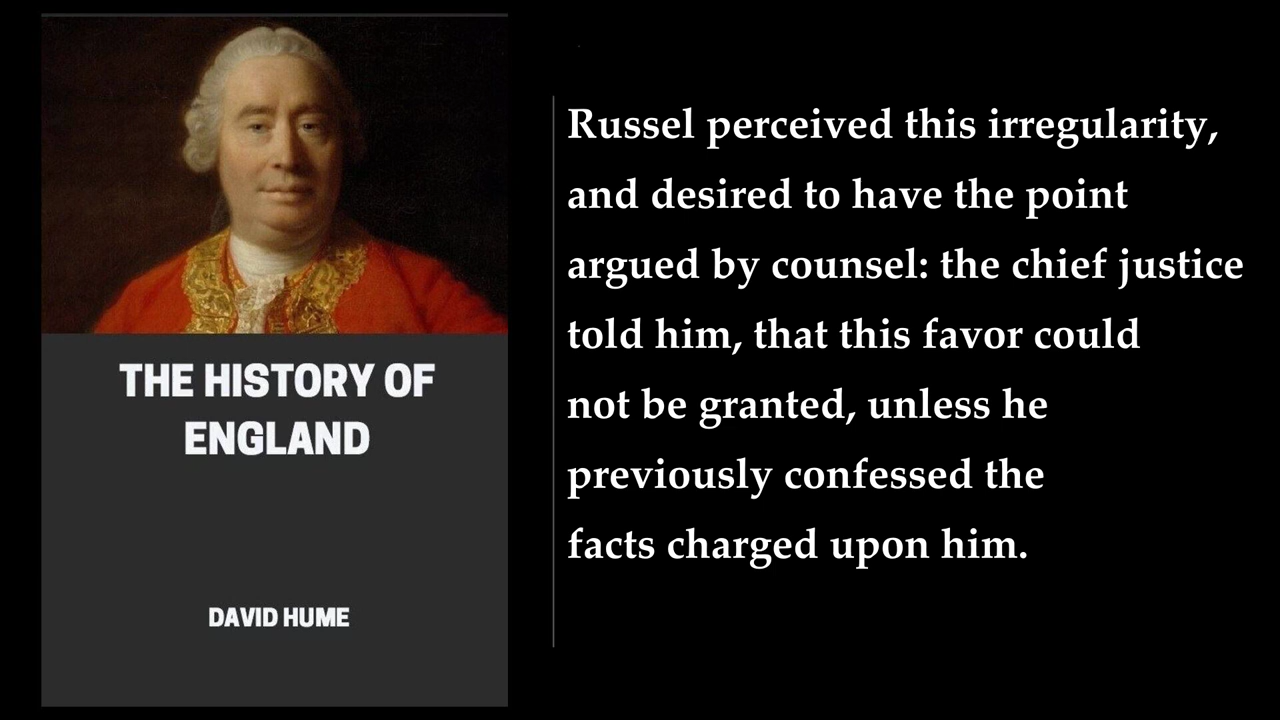 THE HISTORY OF
ENGLAND
DAVID HUME
Russel perceived this irregularity,
and desired to have the point
argued by counsel: the chief justice
told him, that this favor could
not be granted, unless he
previously confessed the
facts charged upon him.